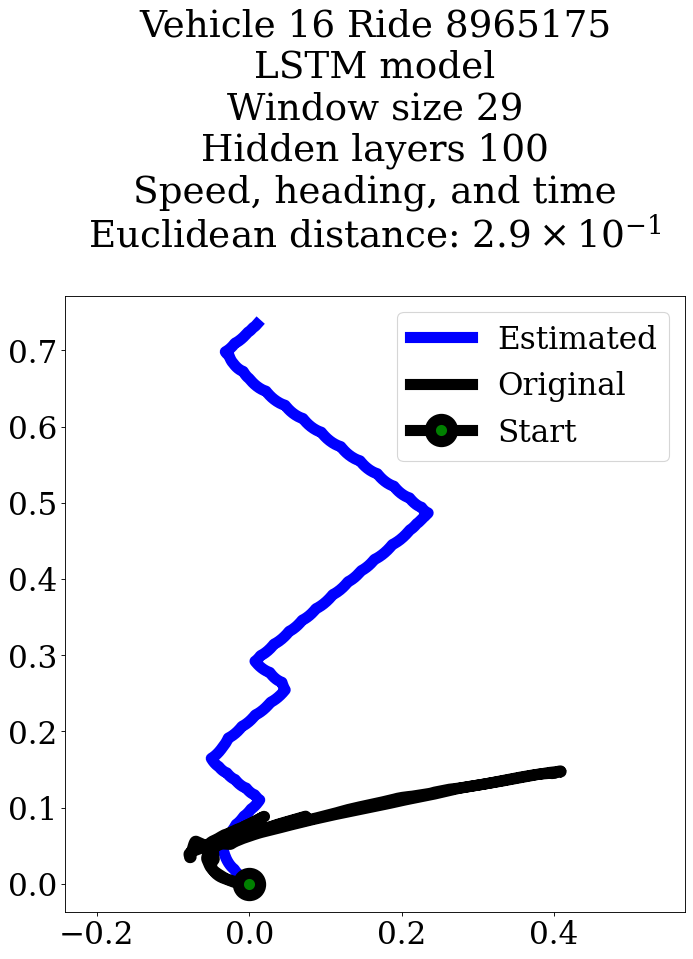 Vehicle 16 Ride 8965175
LSTM model
Window size 29
Hidden layers 100
Speed, heading, and time
Euclidean distance: 2.9 × 10⁻¹
Estimated
Original
Start
0.7
0.6
0.5
0.4
0.3
0.2
0.1
0.0
−0.2 0.0 0.2 0.4